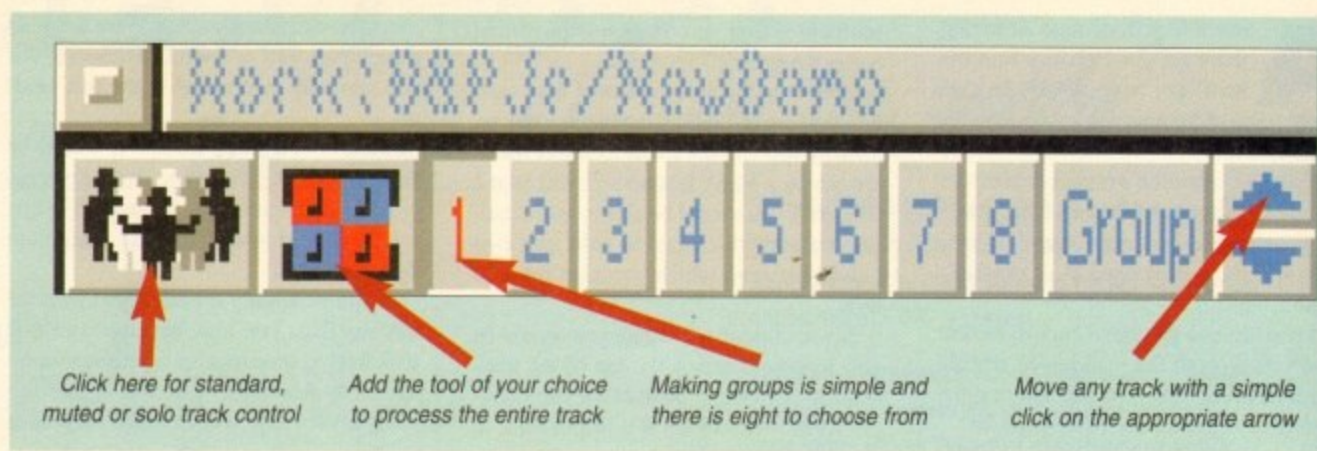 Work:B&PJr/NewDemo
1 2 3 4 5 6 7 8 Group
Click here for standard,
muted or solo track control
Add the tool of your choice
to process the entire track
Making groups is simple and
there is eight to choose from
Move any track with a simple
click on the appropriate arrow